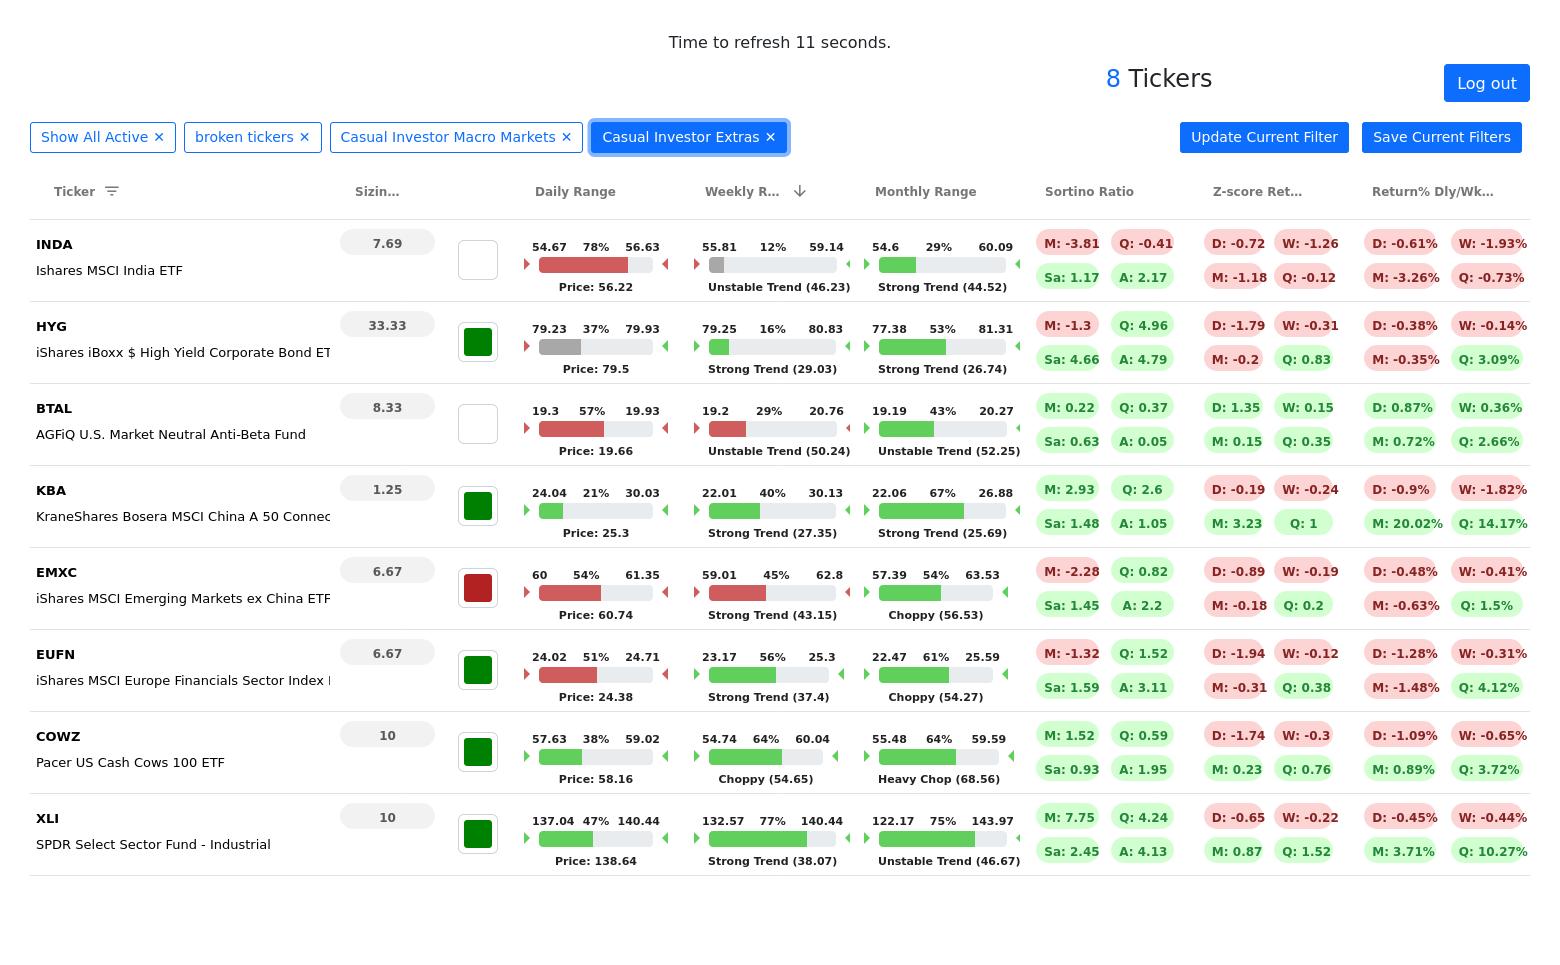 Time to refresh 11 seconds.
8 Tickers
Log out
Show All Active ✕ broken tickers ✕ Casual Investor Macro Markets ✕ Casual Investor Extras ✕ Update Current Filter Save Current Filters
Ticker Sizin… Daily Range Weekly R… Monthly Range Sortino Ratio Z-score Ret… Return% Dly/Wk…
INDA 7.69 M: -3.81 Q: -0.41 D: -0.72 W: -1.26 D: -0.61% W: -1.93%
54.67 78% 56.63 55.81 12% 59.14 54.6 29% 60.09
Ishares MSCI India ETF Sa: 1.17 A: 2.17 M: -1.18 Q: -0.12 M: -3.26% Q: -0.73%
Price: 56.22 Unstable Trend (46.23) Strong Trend (44.52)
HYG 33.33 M: -1.3 Q: 4.96 D: -1.79 W: -0.31 D: -0.38% W: -0.14%
79.23 37% 79.93 79.25 16% 80.83 77.38 53% 81.31
iShares iBoxx $ High Yield Corporate Bond ET Sa: 4.66 A: 4.79 M: -0.2 Q: 0.83 M: -0.35% Q: 3.09%
Price: 79.5 Strong Trend (29.03) Strong Trend (26.74)
BTAL 8.33 M: 0.22 Q: 0.37 D: 1.35 W: 0.15 D: 0.87% W: 0.36%
19.3 57% 19.93 19.2 29% 20.76 19.19 43% 20.27
AGFiQ U.S. Market Neutral Anti-Beta Fund Sa: 0.63 A: 0.05 M: 0.15 Q: 0.35 M: 0.72% Q: 2.66%
Price: 19.66 Unstable Trend (50.24) Unstable Trend (52.25)
KBA 1.25 M: 2.93 Q: 2.6 D: -0.19 W: -0.24 D: -0.9% W: -1.82%
24.04 21% 30.03 22.01 40% 30.13 22.06 67% 26.88
KraneShares Bosera MSCI China A 50 Connec Sa: 1.48 A: 1.05 M: 3.23 Q: 1 M: 20.02% Q: 14.17%
Price: 25.3 Strong Trend (27.35) Strong Trend (25.69)
EMXC 6.67 M: -2.28 Q: 0.82 D: -0.89 W: -0.19 D: -0.48% W: -0.41%
60 54% 61.35 59.01 45% 62.8 57.39 54% 63.53
iShares MSCI Emerging Markets ex China ETF Sa: 1.45 A: 2.2 M: -0.18 Q: 0.2 M: -0.63% Q: 1.5%
Price: 60.74 Strong Trend (43.15) Choppy (56.53)
EUFN 6.67 M: -1.32 Q: 1.52 D: -1.94 W: -0.12 D: -1.28% W: -0.31%
24.02 51% 24.71 23.17 56% 25.3 22.47 61% 25.59
iShares MSCI Europe Financials Sector Index Sa: 1.59 A: 3.11 M: -0.31 Q: 0.38 M: -1.48% Q: 4.12%
Price: 24.38 Strong Trend (37.4) Choppy (54.27)
COWZ 10 M: 1.52 Q: 0.59 D: -1.74 W: -0.3 D: -1.09% W: -0.65%
57.63 38% 59.02 54.74 64% 60.04 55.48 64% 59.59
Pacer US Cash Cows 100 ETF Sa: 0.93 A: 1.95 M: 0.23 Q: 0.76 M: 0.89% Q: 3.72%
Price: 58.16 Choppy (54.65) Heavy Chop (68.56)
XLI 10 M: 7.75 Q: 4.24 D: -0.65 W: -0.22 D: -0.45% W: -0.44%
137.04 47% 140.44 132.57 77% 140.44 122.17 75% 143.97
SPDR Select Sector Fund - Industrial Sa: 2.45 A: 4.13 M: 0.87 Q: 1.52 M: 3.71% Q: 10.27%
Price: 138.64 Strong Trend (38.07) Unstable Trend (46.67)